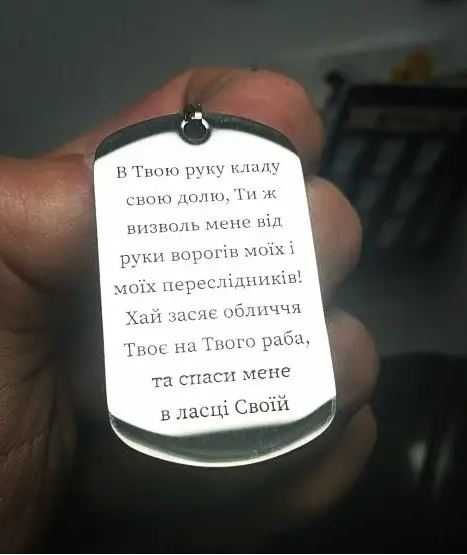 В Твою руку кладу
свою долю, Ти ж
визволь мене від
руки ворогів моїх і
моїх переслідників!
Хай засяє обличчя
Твоє на Твого раба,
та спаси мене
в ласці Своїй